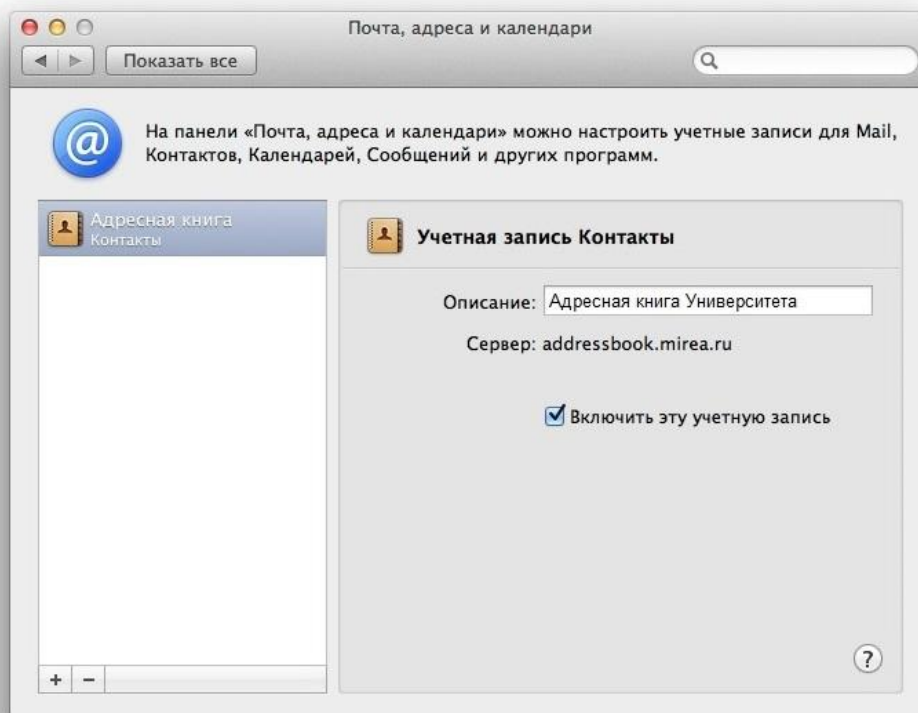 Почта, адреса и календари
Показать все
На панели «Почта, адреса и календари» можно настроить учетные записи для Mail,
Контактов, Календарей, Сообщений и других программ.
Адресная книга
Контакты
Учетная запись Контакты
Описание: Адресная книга Университета
Сервер: addressbook.mirea.ru
Включить эту учетную запись
?
+ −